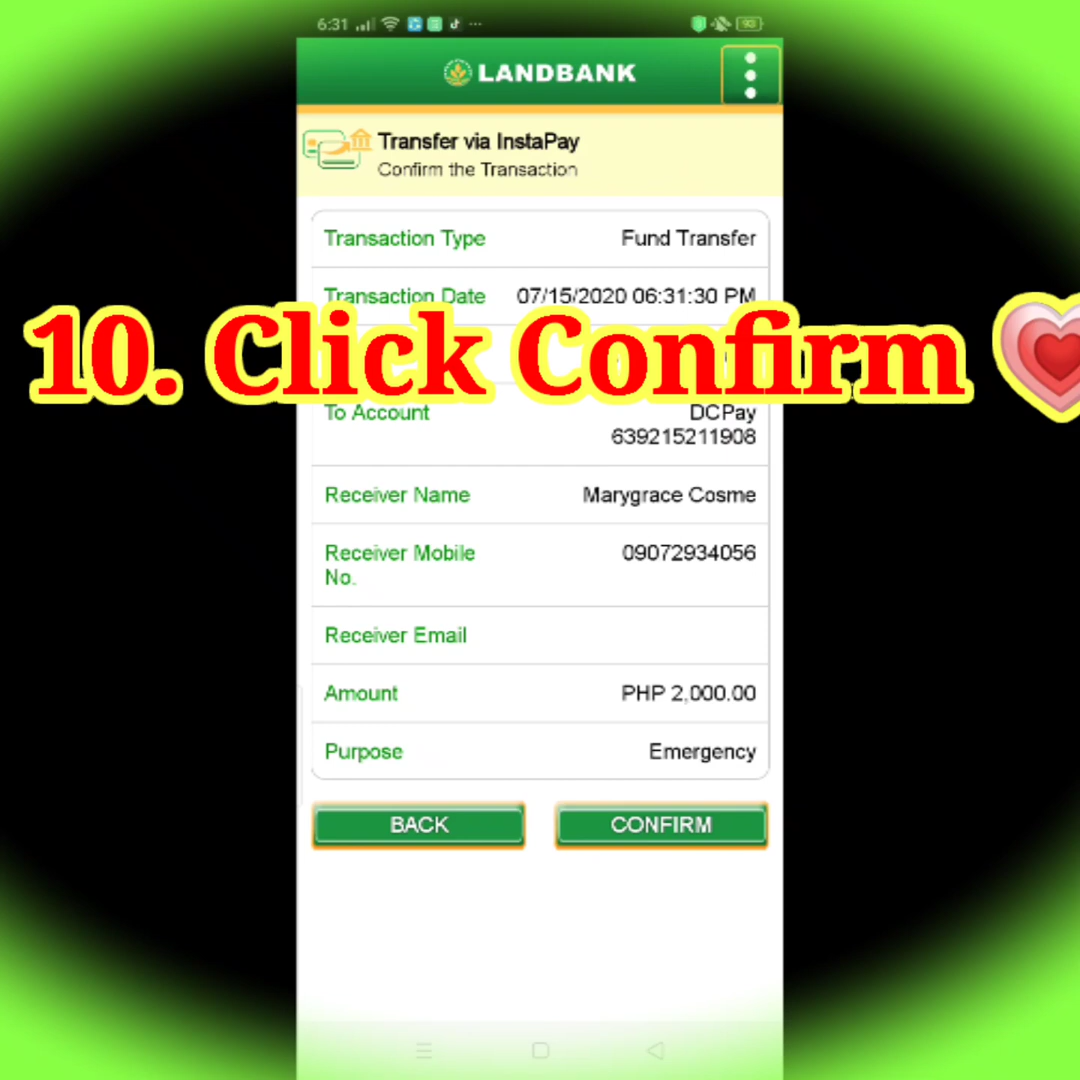 6:31
LANDBANK
Transfer via InstaPay
Confirm the Transaction
Transaction Type Fund Transfer
Transaction Date 07/15/2020 06:31:30 PM
10. Click Confirm
To Account DCPay
639215211908
Receiver Name Marygrace Cosme
Receiver Mobile 09072934056
No.
Receiver Email
Amount PHP 2,000.00
Purpose Emergency
BACK CONFIRM